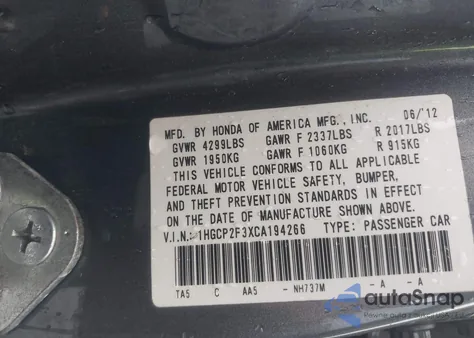 MFD. BY HONDA OF AMERICA MFG., INC. 06/12
GVWR 4299LBS GAWR F 2337LBS R 2017LBS
GVWR 1950KG GAWR F 1060KG R 915KG
THIS VEHICLE CONFORMS TO ALL APPLICABLE
FEDERAL MOTOR VEHICLE SAFETY, BUMPER,
AND THEFT PREVENTION STANDARDS IN EFFECT
ON THE DATE OF MANUFACTURE SHOWN ABOVE.
V.I.N.: 1HGCP2F3XCA194266 TYPE: PASSENGER CAR
TA5 C AA5 - NH737M - A - A
autoSnap